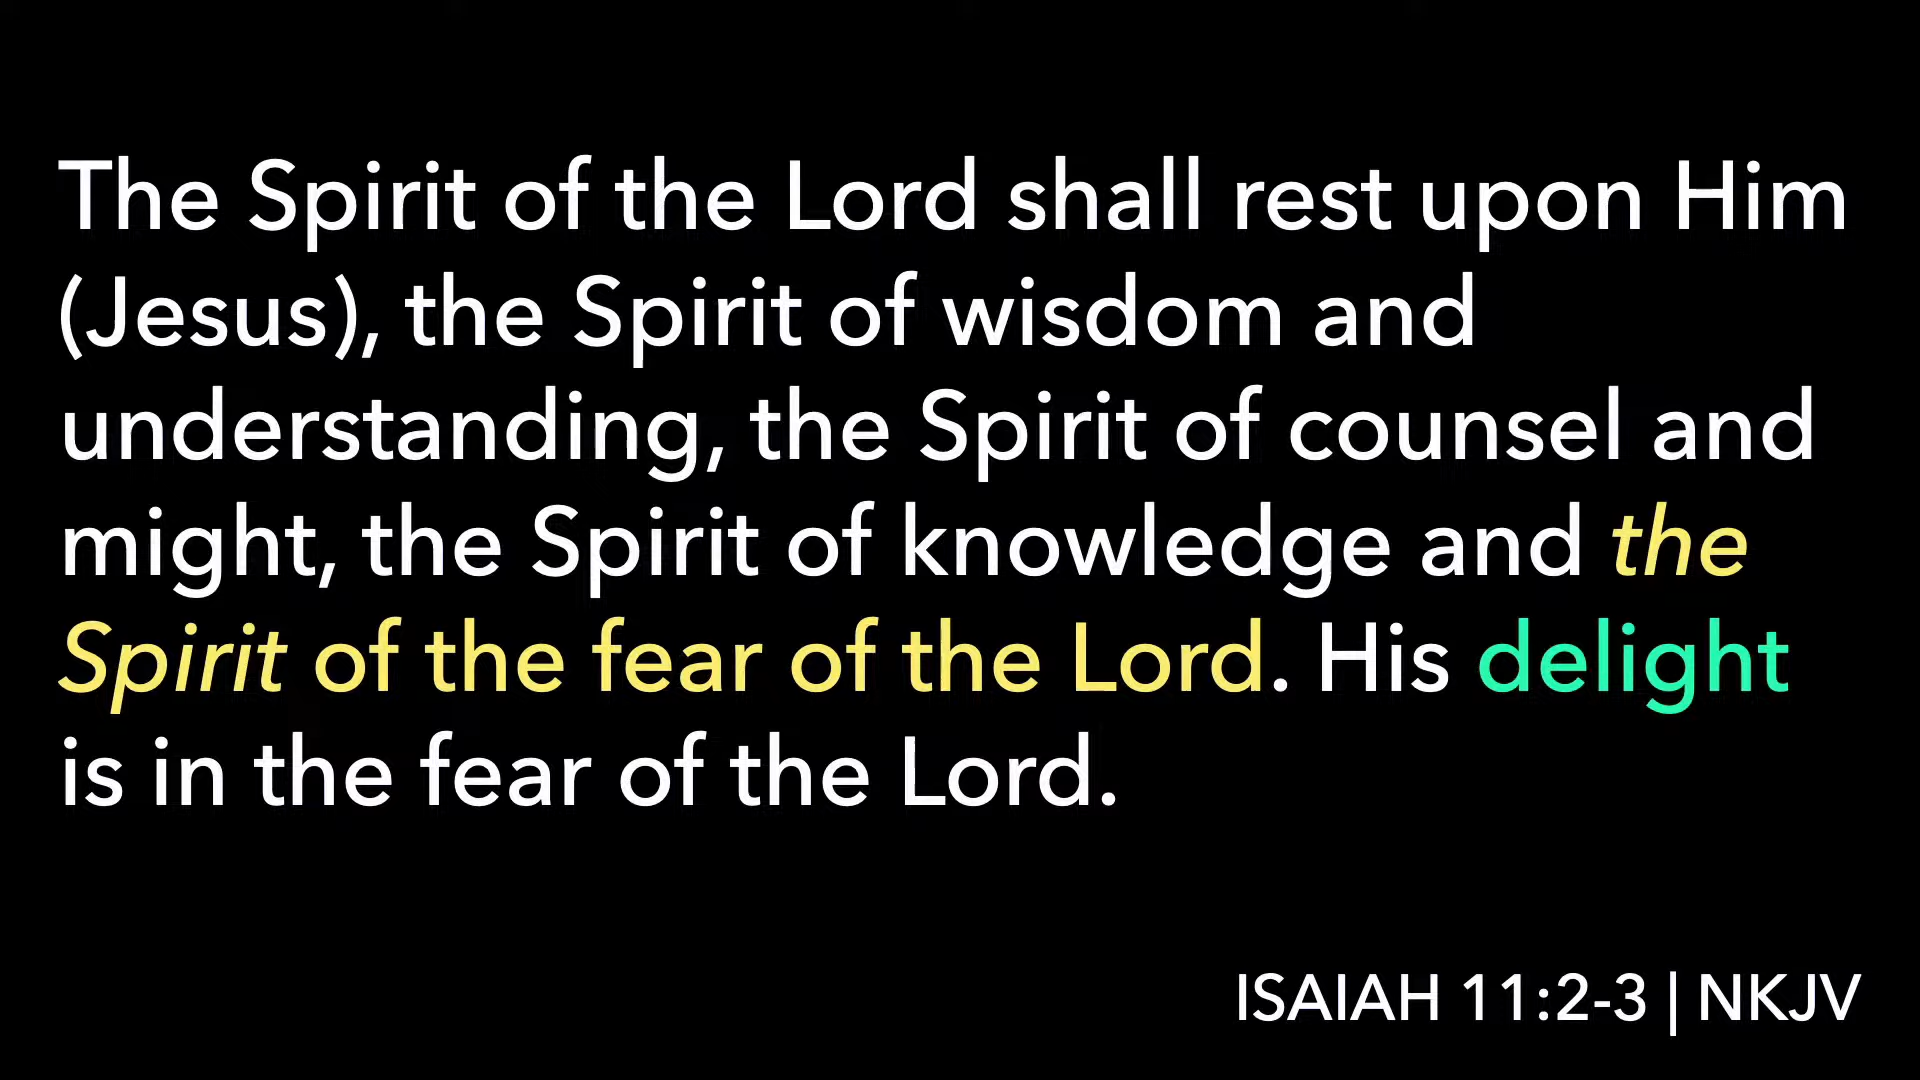 The Spirit of the Lord shall rest upon Him
(Jesus), the Spirit of wisdom and
understanding, the Spirit of counsel and
might, the Spirit of knowledge and the
Spirit of the fear of the Lord. His delight
is in the fear of the Lord.
ISAIAH 11:2-3 | NKJV